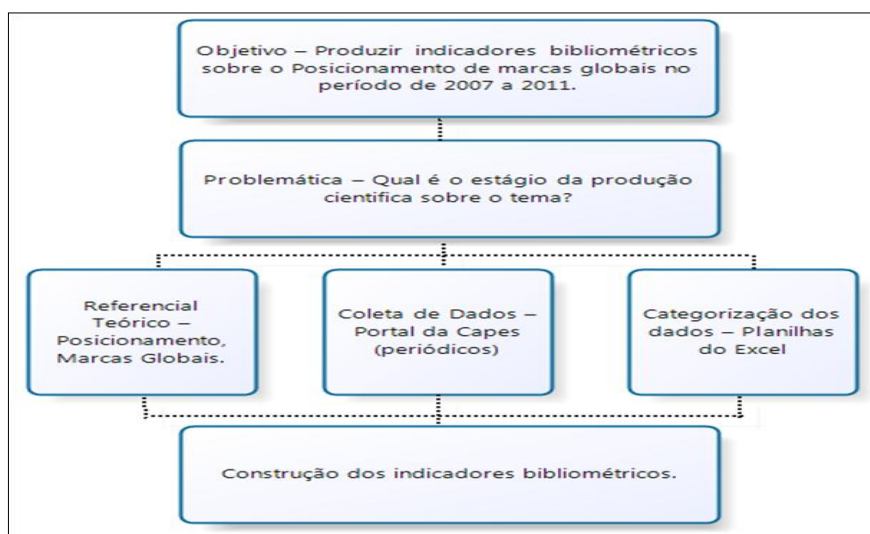 Objetivo – Produzir indicadores bibliométricos
sobre o Posicionamento de marcas globais no
período de 2007 a 2011.
Problemática – Qual é o estágio da produção
cientifica sobre o tema?
Referencial
Teórico –
Posicionamento,
Marcas Globais.
Coleta de Dados –
Portal da Capes
(periódicos)
Categorização dos
dados – Planilhas
do Excel
Construção dos indicadores bibliométricos.